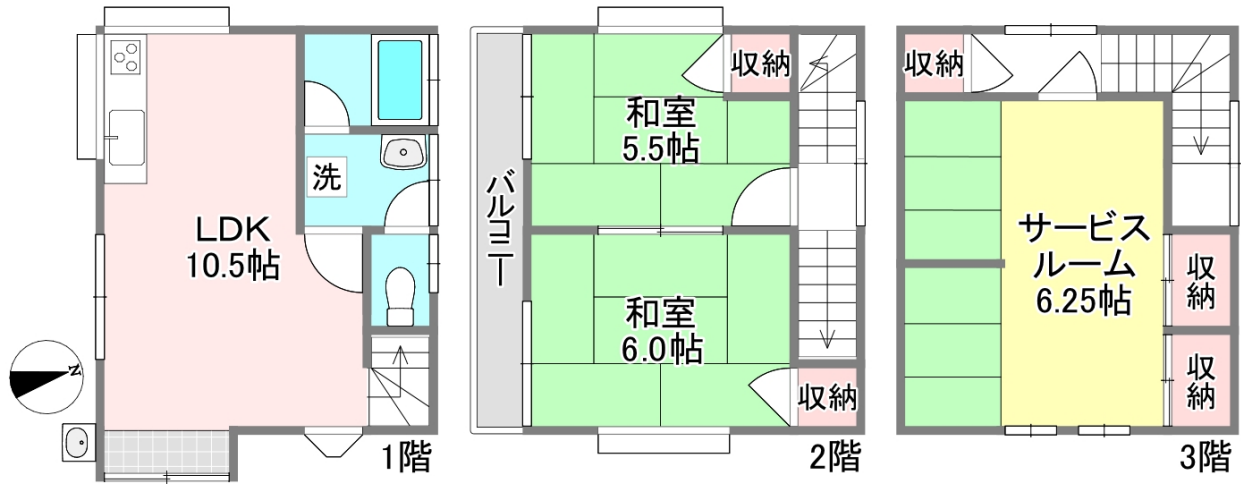 洗
LDK
10.5帖
N
1階
バルコニー
収納
和室
5.5帖
和室
6.0帖
収納
2階
収納
サービス
ルーム
6.25帖
収納
収納
3階